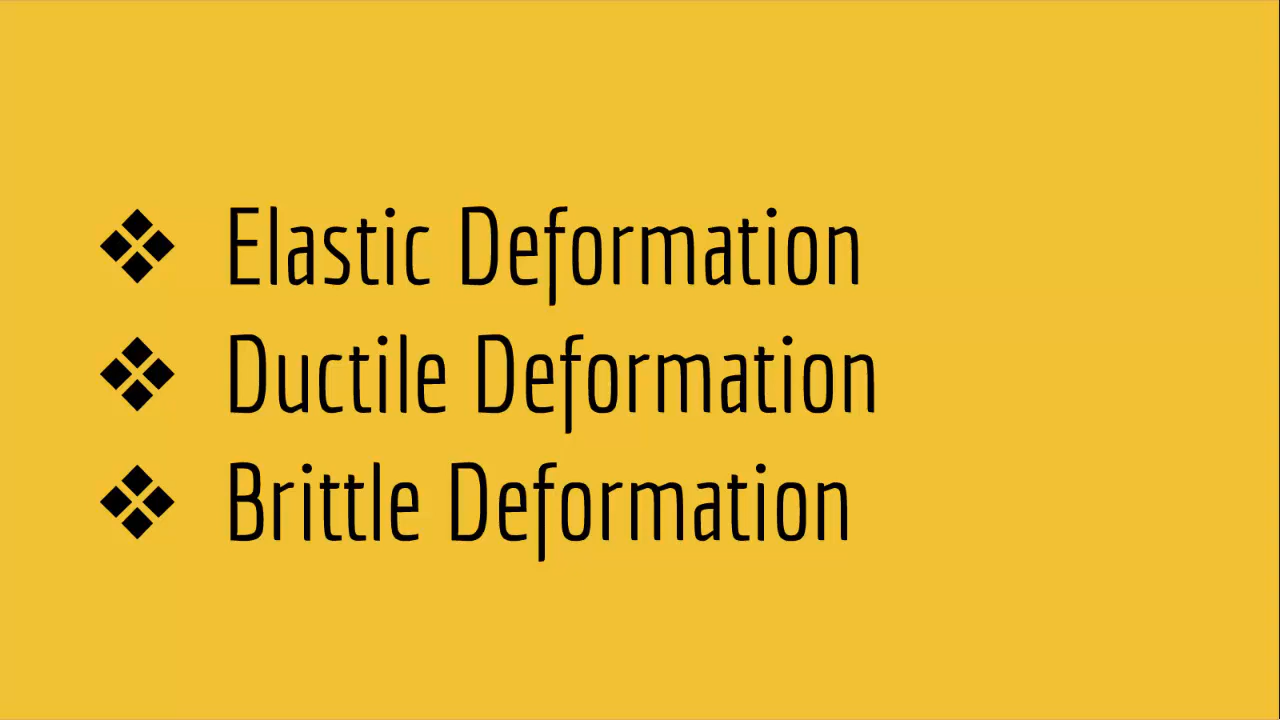 ❖ Elastic Deformation
❖ Ductile Deformation
❖ Brittle Deformation